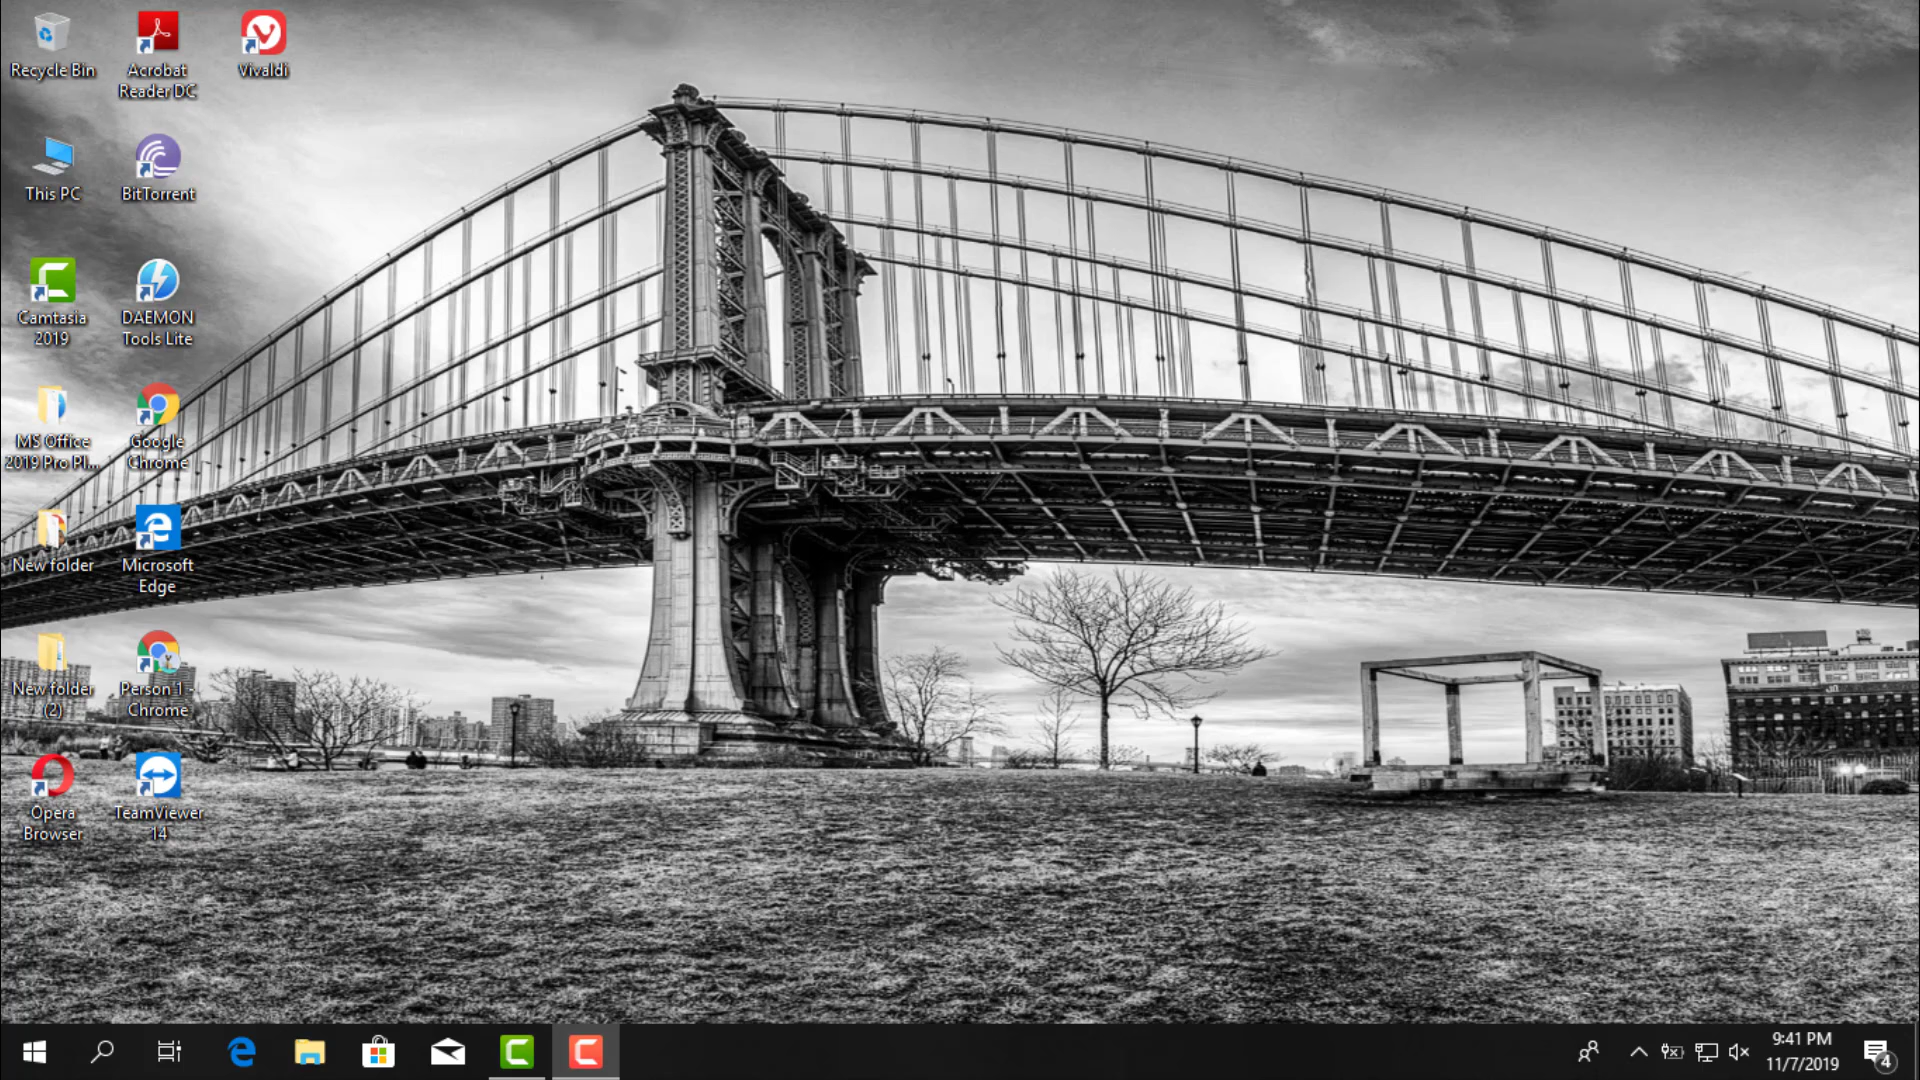 Recycle Bin
Acrobat
Reader DC
Vivaldi
This PC
BitTorrent
Camtasia
2019
DAEMON
Tools Lite
MS Office
2019 Pro Pl...
Google
Chrome
New folder
Microsoft
Edge
New folder
(2)
Person 1 -
Chrome
Opera
Browser
TeamViewer
14
9:41 PM
11/7/2019
4